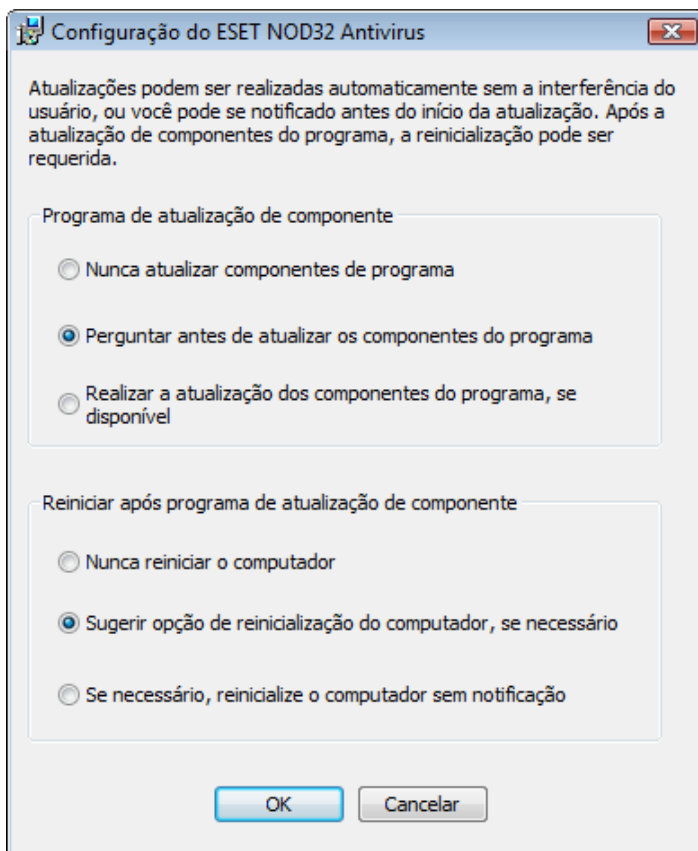 Configuração do ESET NOD32 Antivirus
Atualizações podem ser realizadas automaticamente sem a interferência do
usuário, ou você pode se notificado antes do início da atualização. Após a
atualização de componentes do programa, a reinicialização pode ser
requerida.
Programa de atualização de componente
Nunca atualizar componentes de programa
Perguntar antes de atualizar os componentes do programa
Realizar a atualização dos componentes do programa, se
disponível
Reiniciar após programa de atualização de componente
Nunca reiniciar o computador
Sugerir opção de reinicialização do computador, se necessário
Se necessário, reinicialize o computador sem notificação
OK
Cancelar